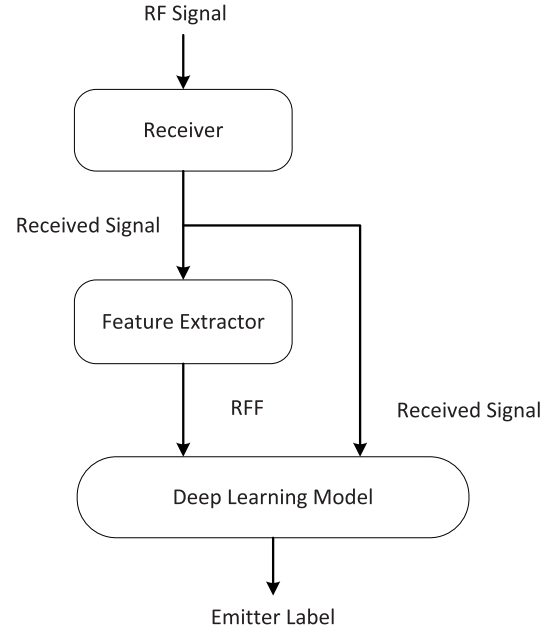 RF Signal
Receiver
Received Signal
Feature Extractor
RFF
Received Signal
Deep Learning Model
Emitter Label